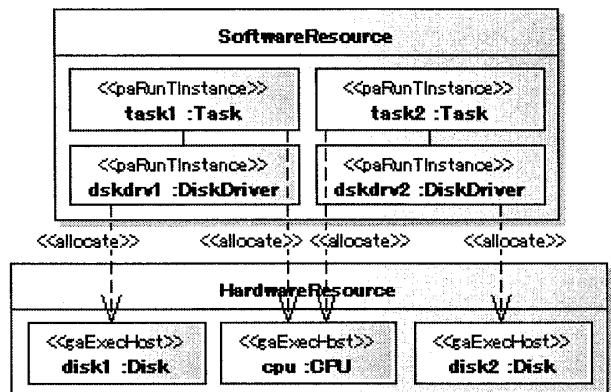 SoftwareResource
<<paRunTInstance>> <<paRunTInstance>>
task1 :Task task2 :Task
<<paRunTInstance>> <<paRunTInstance>>
dskdrv1 :DiskDriver dskdrv2 :DiskDriver
<<allocate>> <<allocate>> <<allocate>> <<allocate>>
HardwareResource
<<gaExecHost>> <<gaExecHost>> <<gaExecHost>>
disk1 :Disk cpu :CPU disk2 :Disk